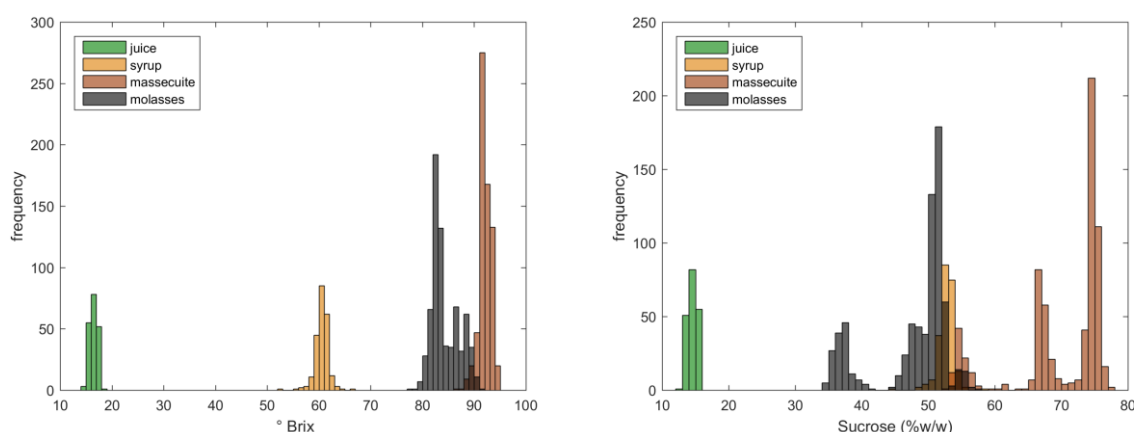 300
250
200
150
100
50
0
frequency
10 20 30 40 50 60 70 80 90 100
° Brix
juice
syrup
massecuite
molasses
250
200
150
100
50
0
frequency
10 20 30 40 50 60 70 80
Sucrose (%w/w)
juice
syrup
massecuite
molasses